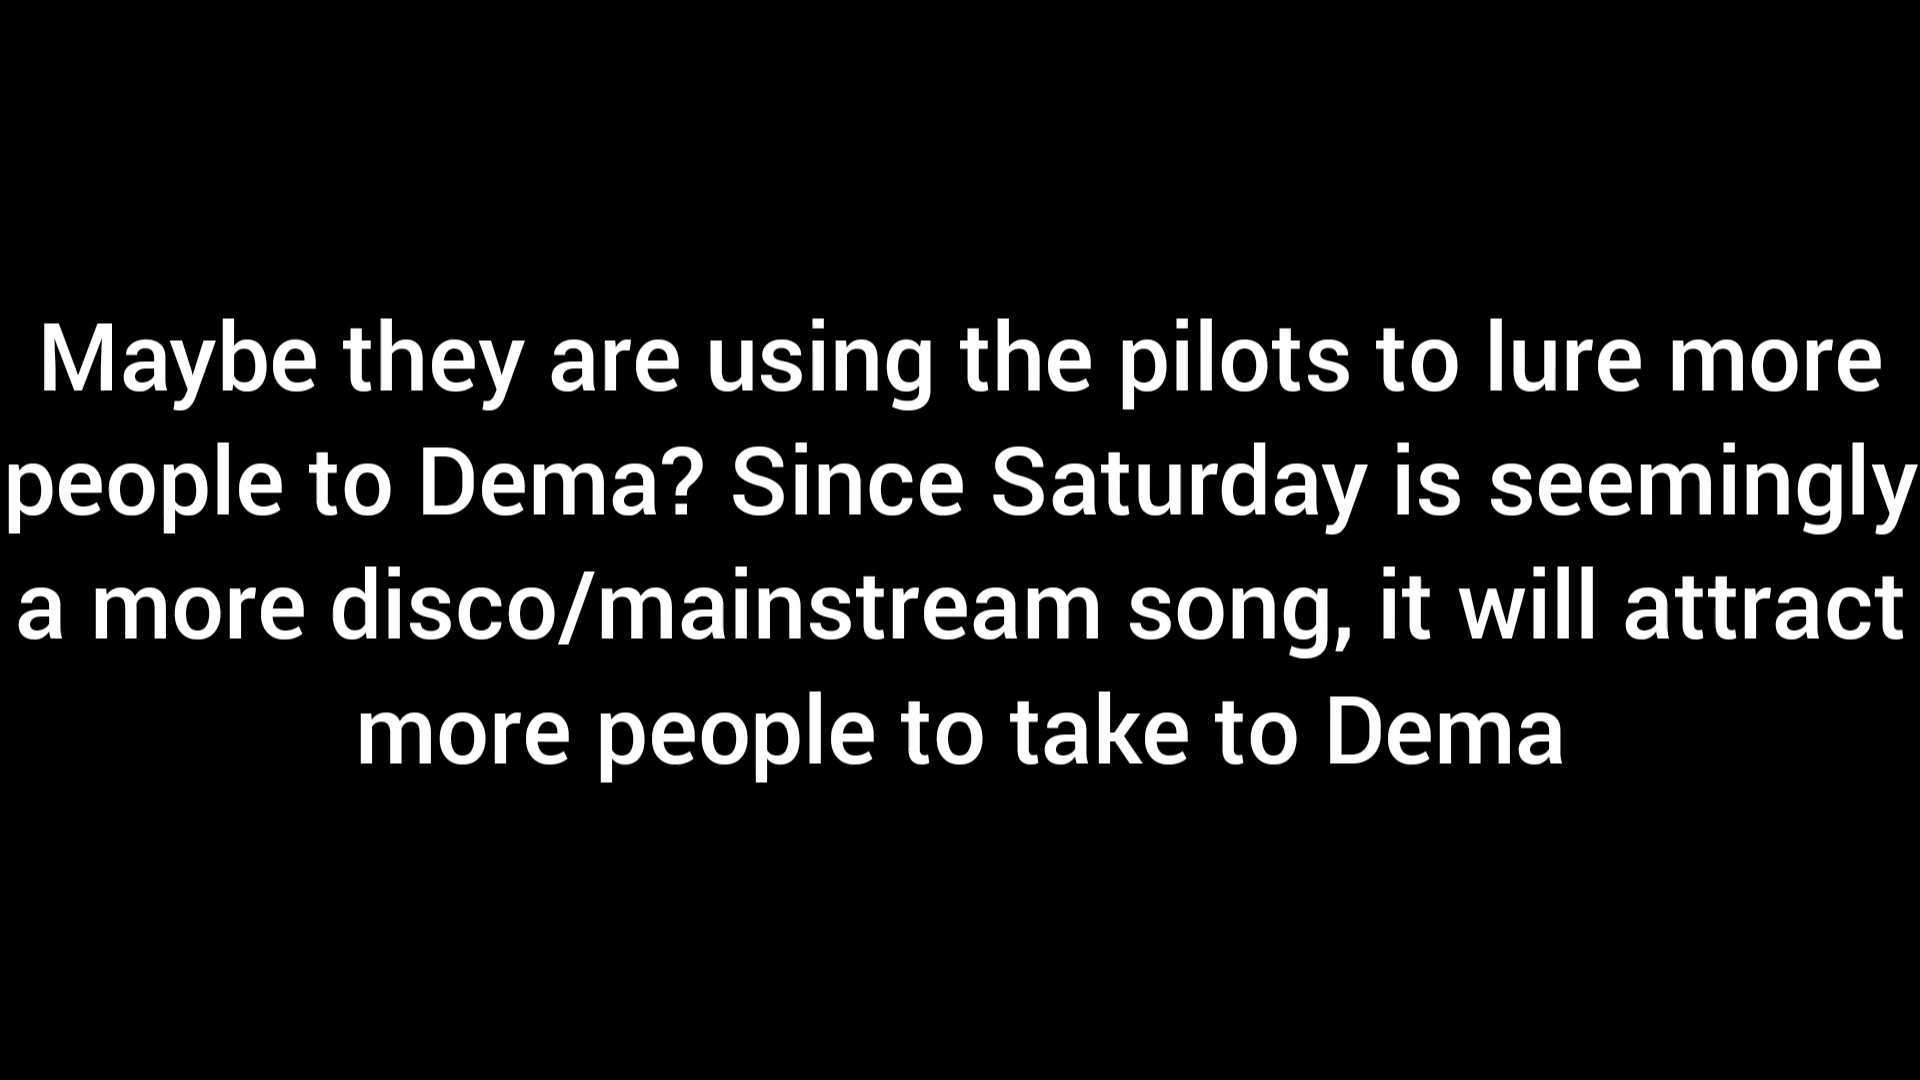 Maybe they are using the pilots to lure more
people to Dema? Since Saturday is seemingly
a more disco/mainstream song, it will attract
more people to take to Dema